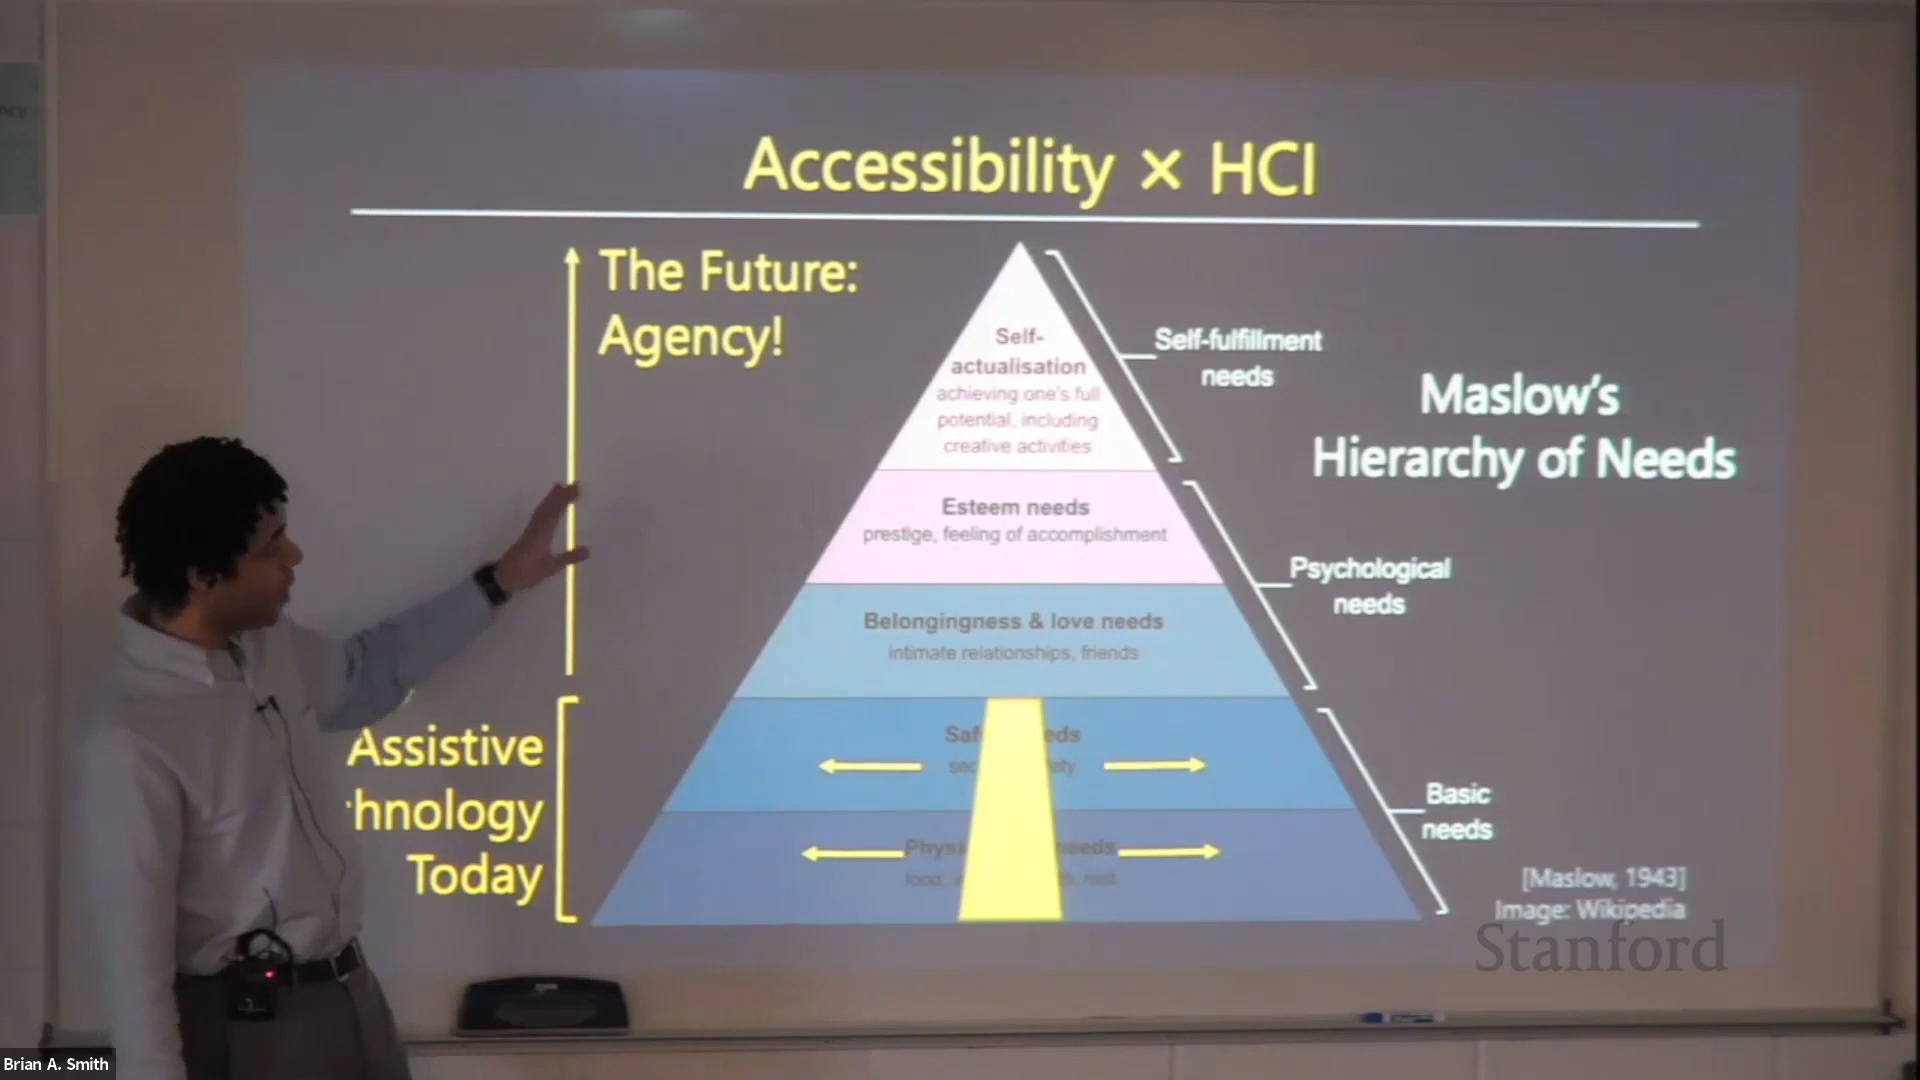 Accessibility × HCI
The Future:
Agency!
Self-
actualisation
achieving one's full
potential, including
creative activities
Self-fulfillment
needs
Maslow's
Hierarchy of Needs
Esteem needs
prestige, feeling of accomplishment
Psychological
needs
Belongingness & love needs
intimate relationships, friends
Assistive
hnology
Today
Basic
needs
[Maslow, 1943]
Image: Wikipedia
Stanford
Brian A. Smith